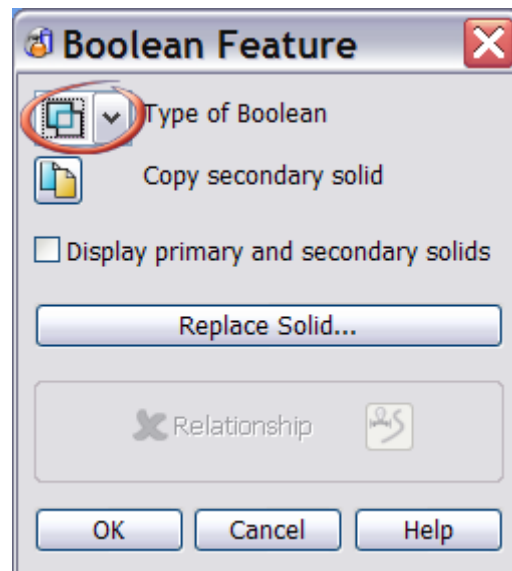 Boolean Feature
Type of Boolean
Copy secondary solid
Display primary and secondary solids
Replace Solid...
Relationship
OK Cancel Help